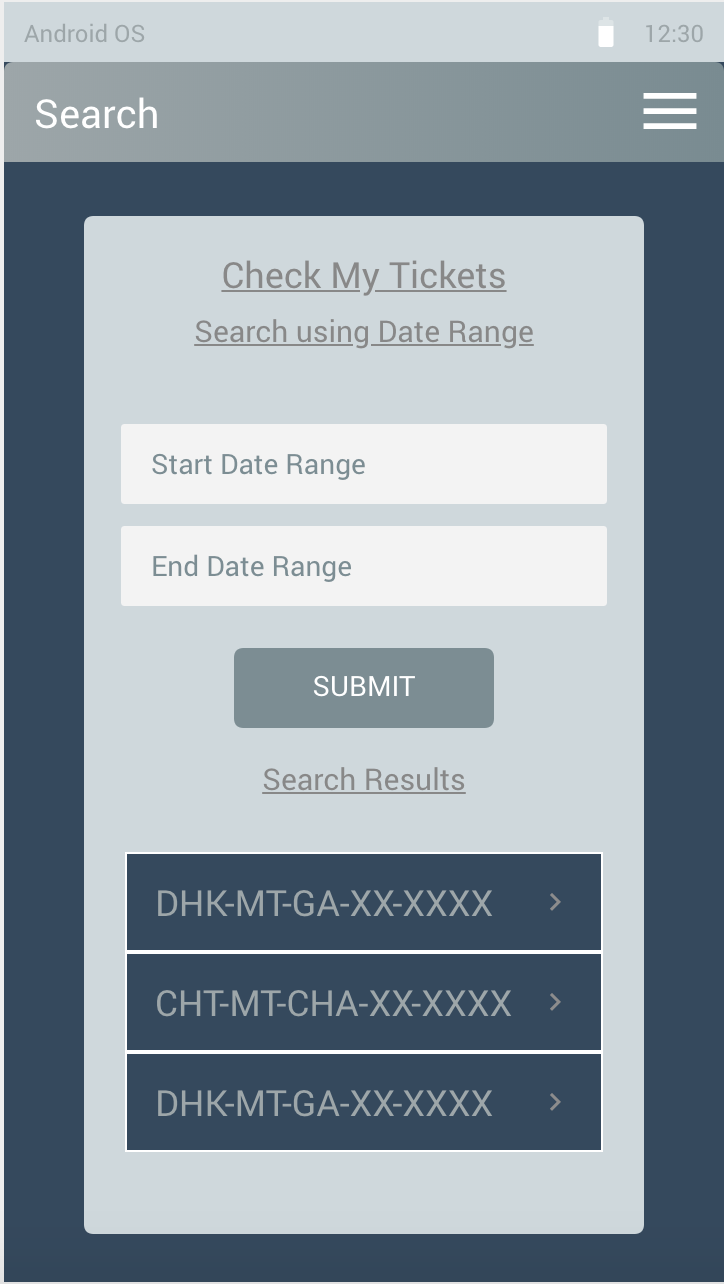 Android OS 12:30
Search
Check My Tickets
Search using Date Range
Start Date Range
End Date Range
SUBMIT
Search Results
DHK-MT-GA-XX-XXXX
CHT-MT-CHA-XX-XXXX
DHK-MT-GA-XX-XXXX